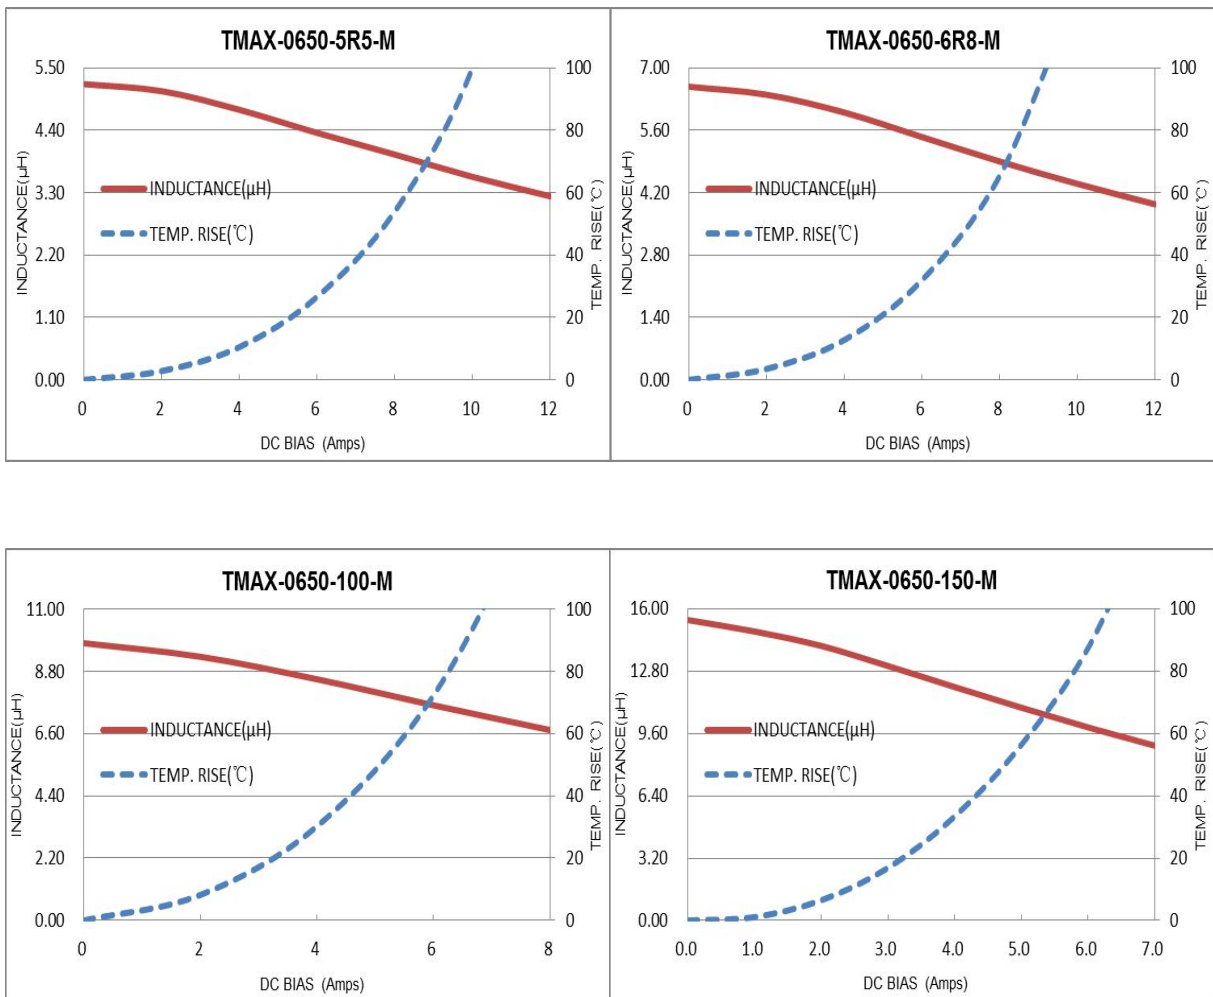 TMAX-0650-5R5-M
INDUCTANCE(μH)
5.50
4.40
3.30
2.20
1.10
0.00
INDUCTANCE(μH)
TEMP. RISE(℃)
100
80
60
40
20
0
TEMP. RISE(℃)
0 2 4 6 8 10 12
DC BIAS (Amps)
TMAX-0650-6R8-M
INDUCTANCE(μH)
7.00
5.60
4.20
2.80
1.40
0.00
INDUCTANCE(μH)
TEMP. RISE(℃)
100
80
60
40
20
0
TEMP. RISE(℃)
0 2 4 6 8 10 12
DC BIAS (Amps)
TMAX-0650-100-M
INDUCTANCE(μH)
11.00
8.80
6.60
4.40
2.20
0.00
INDUCTANCE(μH)
TEMP. RISE(℃)
100
80
60
40
20
0
TEMP. RISE(℃)
0 2 4 6 8
DC BIAS (Amps)
TMAX-0650-150-M
INDUCTANCE(μH)
16.00
12.80
9.60
6.40
3.20
0.00
INDUCTANCE(μH)
TEMP. RISE(℃)
100
80
60
40
20
0
TEMP. RISE(℃)
0.0 1.0 2.0 3.0 4.0 5.0 6.0 7.0
DC BIAS (Amps)